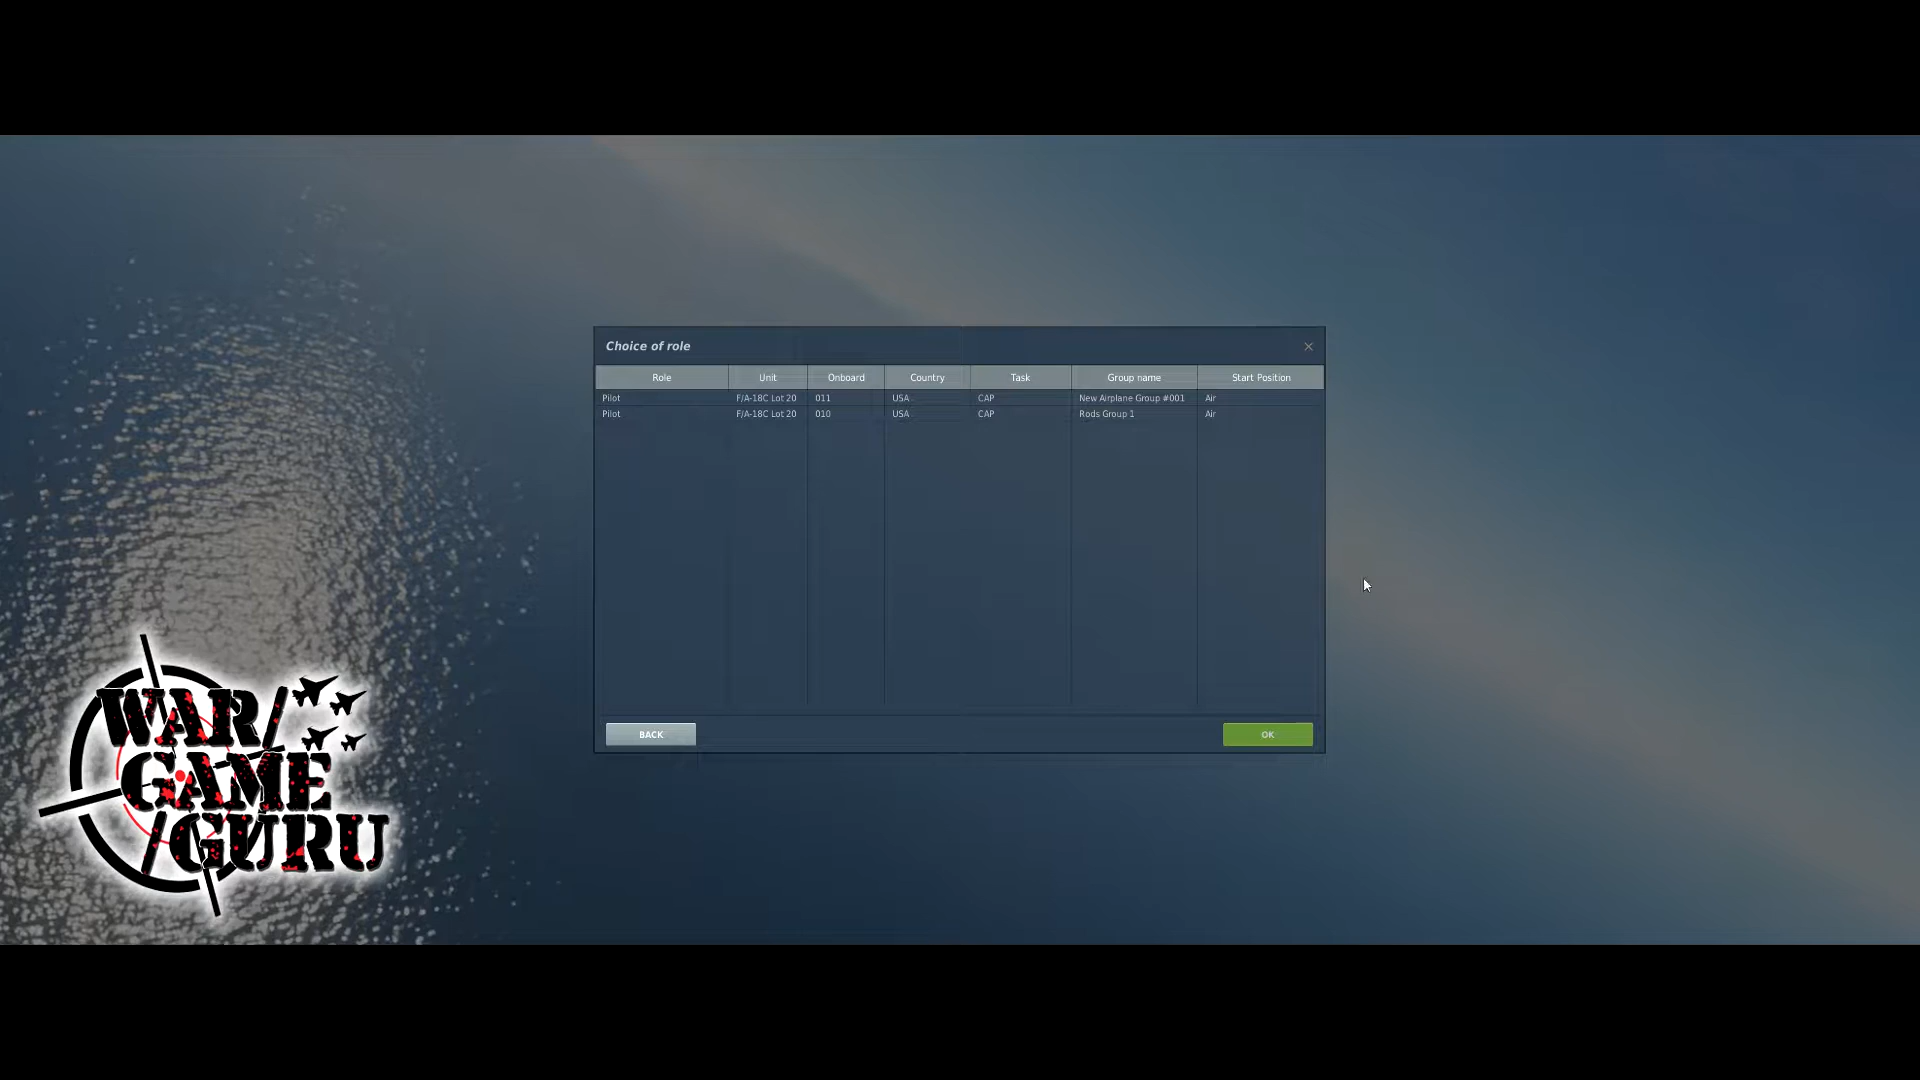 Choice of role
Role Unit Onboard Country Task Group name Start Position
Pilot F/A-18C Lot 20 011 USA CAP New Airplane Group #001 Air
Pilot F/A-18C Lot 20 010 USA CAP Rods Group 1 Air
BACK OK
WAR/
GAME
/GURU